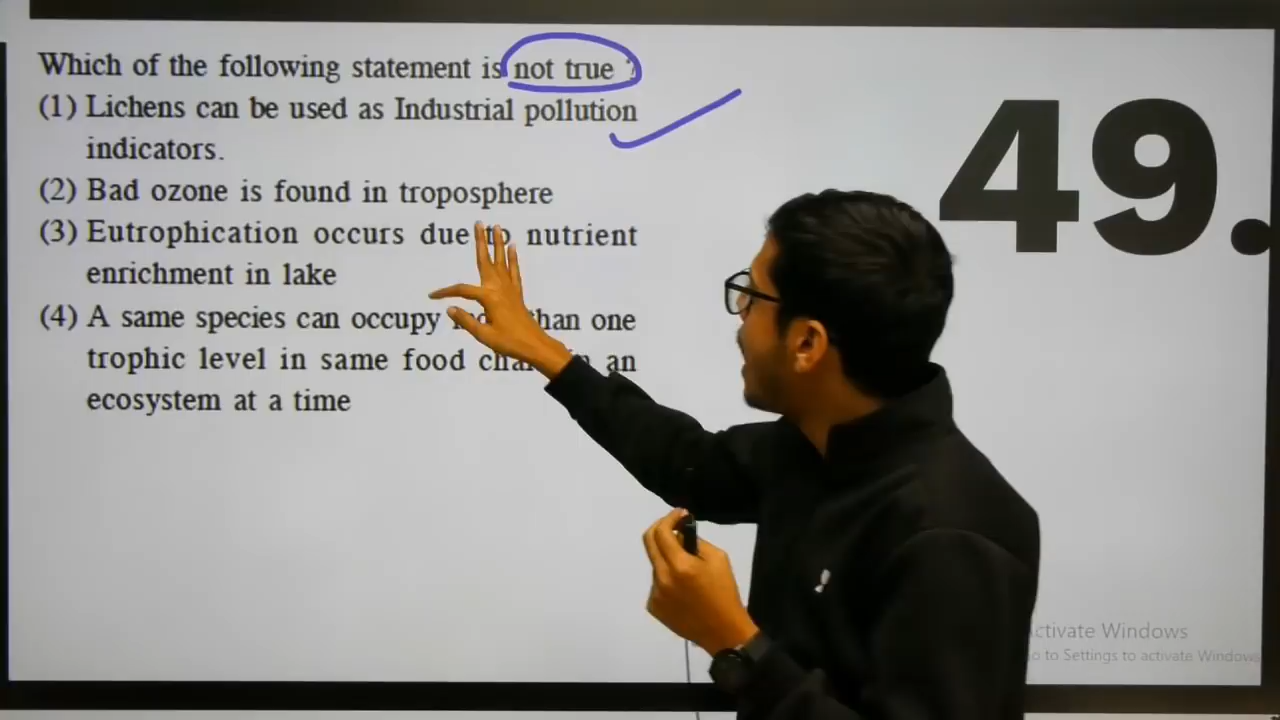 Which of the following statement is not true ?
(1) Lichens can be used as Industrial pollution
indicators.
(2) Bad ozone is found in troposphere
(3) Eutrophication occurs due to nutrient
enrichment in lake
(4) A same species can occupy than one
trophic level in same food an
ecosystem at a time
49.
Activate Windows
Go to Settings to activate Windows